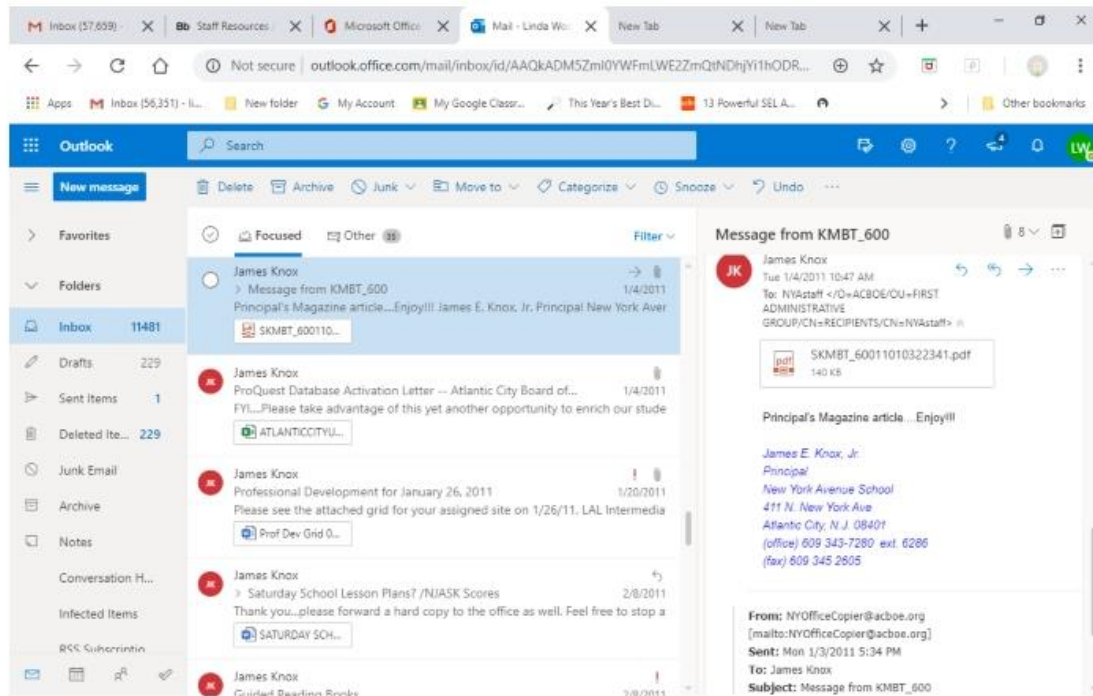 Inbox (57,659) -
Bb Staff Resources
Microsoft Office
Mail - Linda Wo
New Tab
New Tab
Not secure | outlook.office.com/mail/inbox/id/AAQkADM5ZmI0YWFmLWE2ZmQtNDhjYi1hODR...
Apps
Inbox (56,351) - li...
New folder
My Account
My Google Classr...
This Year's Best Di...
13 Powerful SEL A...
Other bookmarks
Outlook
Search
4
LW
New message
Delete
Archive
Junk
Move to
Categorize
Snooze
Undo
Favorites
Folders
Inbox 11481
Drafts 229
Sent Items 1
Deleted Ite... 229
Junk Email
Archive
Notes
Conversation H...
Infected Items
RSS Subscriptio
Focused
Other 35
Filter
James Knox
> Message from KMBT_600 1/4/2011
Principal's Magazine article....Enjoy!!! James E. Knox, Jr. Principal New York Aver
SKMBT_600110...
JK
James Knox
ProQuest Database Activation Letter -- Atlantic City Board of... 1/4/2011
FYI....Please take advantage of this yet another opportunity to enrich our stude
ATLANTICCITYU...
JK
James Knox
Professional Development for January 26, 2011 1/20/2011
Please see the attached grid for your assigned site on 1/26/11. LAL Intermedia
Prof Dev Grid 0...
JK
James Knox
> Saturday School Lesson Plans? /NJASK Scores 2/8/2011
Thank you...please forward a hard copy to the office as well. Feel free to stop a
SATURDAY SCH...
JK
James Knox
Guided Reading Books 2/9/2011
Message from KMBT_600
8
JK
James Knox
Tue 1/4/2011 10:47 AM
To: NYAstaff </O=ACBOE/OU=FIRST
ADMINISTRATIVE
GROUP/CN=RECIPIENTS/CN=NYAstaff>
pdf
SKMBT_60011010322341.pdf
140 KB
Principal's Magazine article....Enjoy!!!
James E. Knox, Jr.
Principal
New York Avenue School
411 N. New York Ave
Atlantic City, N.J. 08401
(office) 609 343-7280 ext. 6286
(fax) 609 345 2605
From: NYOfficeCopier@acboe.org
[mailto:NYOfficeCopier@acboe.org]
Sent: Mon 1/3/2011 5:34 PM
To: James Knox
Subject: Message from KMBT_600